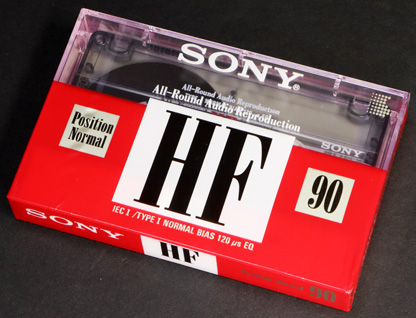 SONY®
All-Round Audio Reproduction
All-Round Audio Reproduction
SONY
Position
Normal
HF
90
IEC I / TYPE I NORMAL BIAS 120 µs EQ
SONY
HF